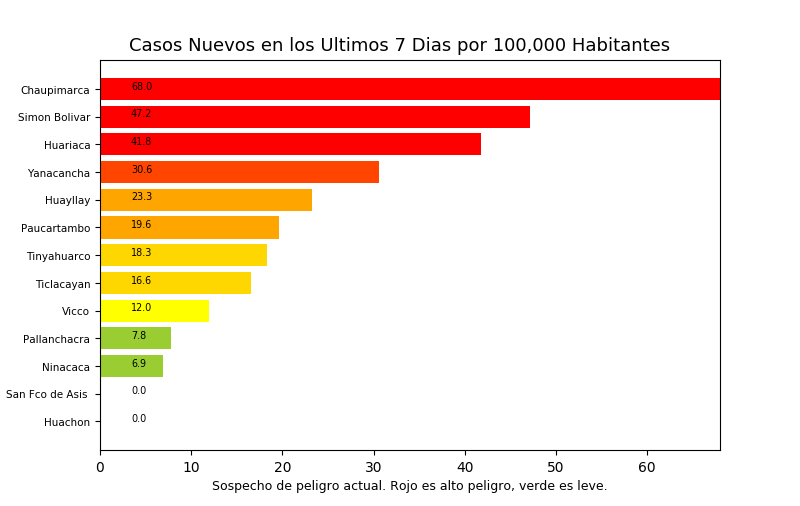 Casos Nuevos en los Ultimos 7 Dias por 100,000 Habitantes
Chaupimarca 68.0
Simon Bolivar 47.2
Huariaca 41.8
Yanacancha 30.6
Huayllay 23.3
Paucartambo 19.6
Tinyahuarco 18.3
Ticlacayan 16.6
Vicco 12.0
Pallanchacra 7.8
Ninacaca 6.9
San Fco de Asis 0.0
Huachon 0.0
0 10 20 30 40 50 60
Sospecho de peligro actual. Rojo es alto peligro, verde es leve.